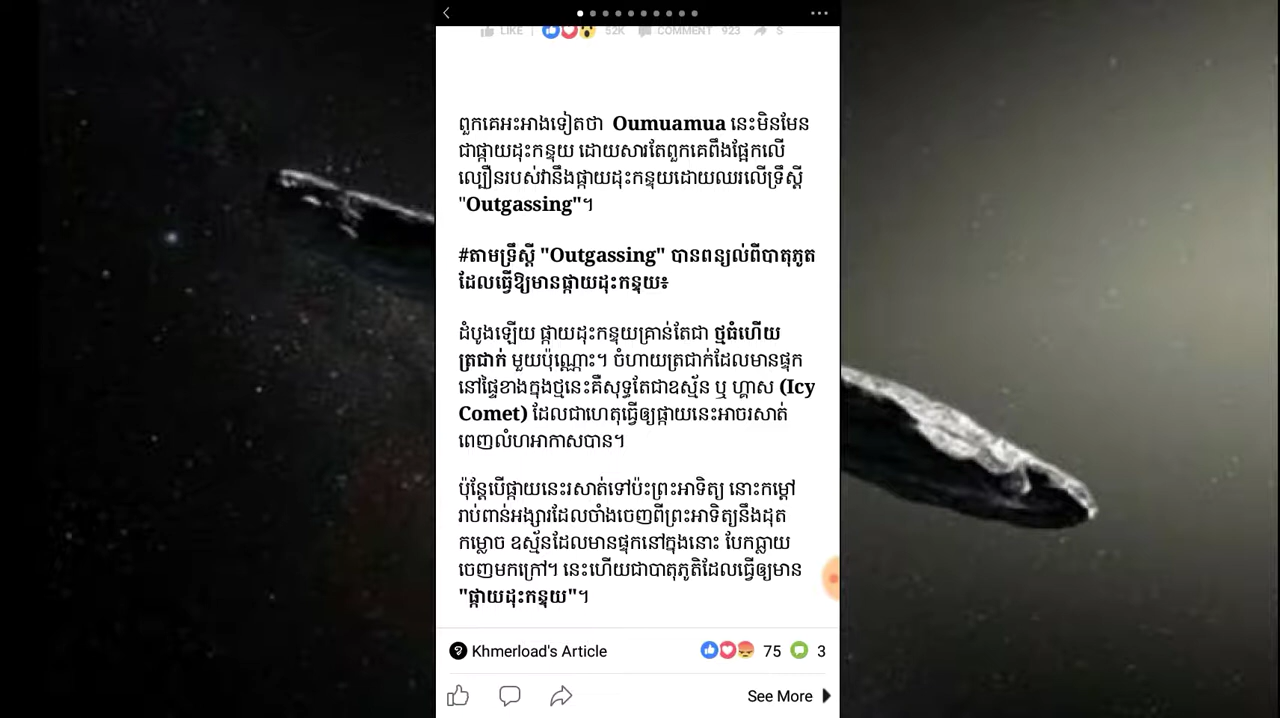 LIKE 52K COMMENT 923 S
ពួកគេអះអាងទៀតថា Oumuamua នេះមិនមែន
ជាផ្កាយដុះកន្ទុយ ដោយសារតែពួកគេពឹងផ្អែកលើ
ល្បឿនរបស់វានឹងផ្កាយដុះកន្ទុយដោយឈរលើទ្រឹស្តី
"Outgassing"។
#តាមទ្រឹស្តី "Outgassing" បានពន្យល់ពីបាតុភូត
ដែលធ្វើឱ្យមានផ្កាយដុះកន្ទុយ៖
ដំបូងឡើយ ផ្កាយដុះកន្ទុយគ្រាន់តែជា ថ្មធំហើយ
ត្រជាក់ មួយប៉ុណ្ណោះ។ ចំហាយត្រជាក់ដែលមានផ្ទុក
នៅផ្ទៃខាងក្នុងថ្មនេះគឺសុទ្ធតែជាឧស្ម័ន ឬ ហ្គាស (Icy
Comet) ដែលជាហេតុធ្វើឲ្យផ្កាយនេះអាចរសាត់
ពេញលំហអាកាសបាន។
ប៉ុន្តែបើផ្កាយនេះរសាត់ទៅប៉ះព្រះអាទិត្យ នោះកម្តៅ
រាប់ពាន់អង្សារដែលចាំងចេញពីព្រះអាទិត្យនឹងដុត
កម្លោច ឧស្ម័នដែលមានផ្ទុកនៅក្នុងនោះ បែកធ្លាយ
ចេញមកក្រៅ។ នេះហើយជាបាតុភូតិដែលធ្វើឲ្យមាន
"ផ្កាយដុះកន្ទុយ"។
Khmerload's Article 75 3
See More